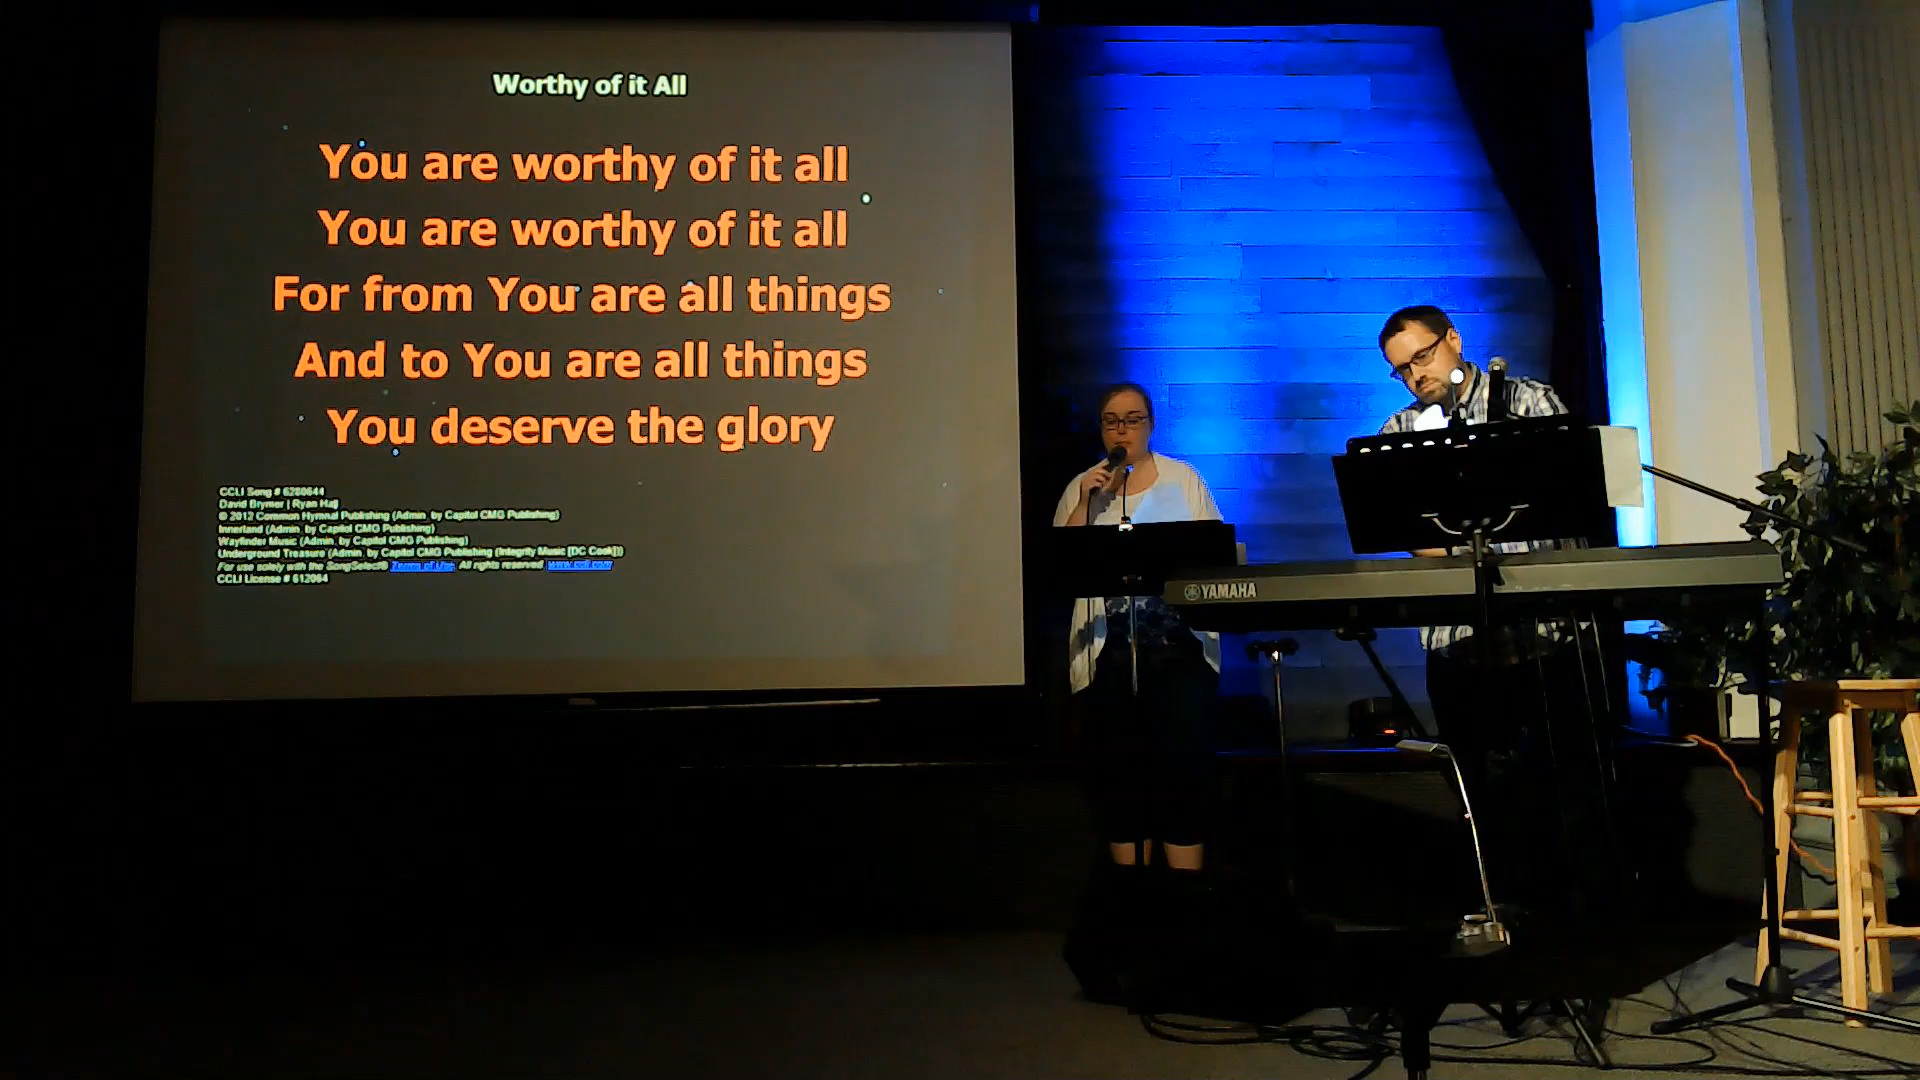 Worthy of it All
You are worthy of it all
You are worthy of it all
For from You are all things
And to You are all things
You deserve the glory
CCLI Song # 6280644
David Brymer | Ryan Hall
© 2012 Common Hymnal Publishing (Admin. by Capitol CMG Publishing)
Innerland (Admin. by Capitol CMG Publishing)
Wayfinder Music (Admin. by Capitol CMG Publishing)
Underground Treasure (Admin. by Capitol CMG Publishing (Integrity Music [DC Cook]))
For use solely with the SongSelect® Terms of Use. All rights reserved. www.ccli.com
CCLI License # 612064
YAMAHA